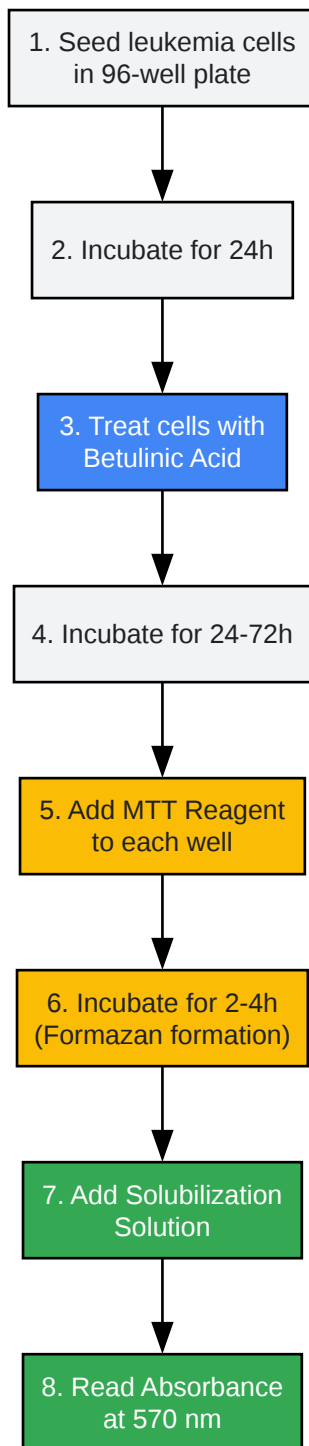 1. Seed leukemia cells
in 96-well plate
2. Incubate for 24h
3. Treat cells with
Betulinic Acid
4. Incubate for 24-72h
5. Add MTT Reagent
to each well
6. Incubate for 2-4h
(Formazan formation)
7. Add Solubilization
Solution
8. Read Absorbance
at 570 nm